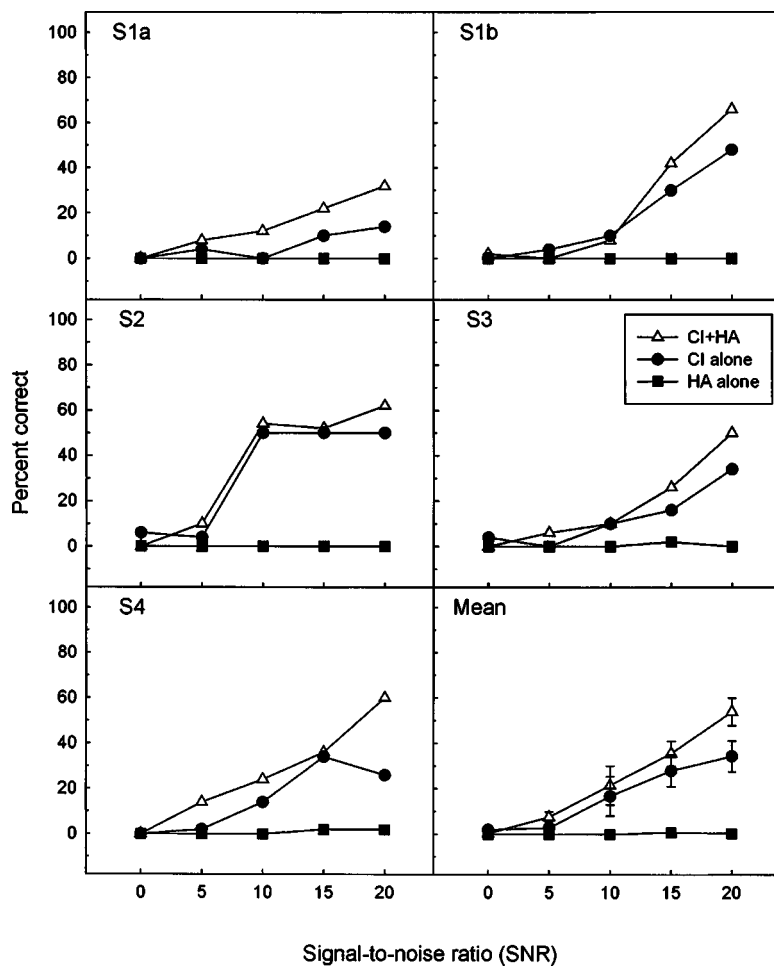 S1a
S1b
100
80
60
40
20
0
S2
S3
100
80
60
40
20
0
CI+HA
CI alone
HA alone
Percent correct
S4
Mean
100
80
60
40
20
0
0 5 10 15 20
0 5 10 15 20
Signal-to-noise ratio (SNR)